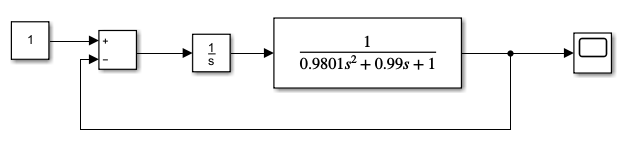 1
+
−
1
s
1
0.9801s² + 0.99s + 1